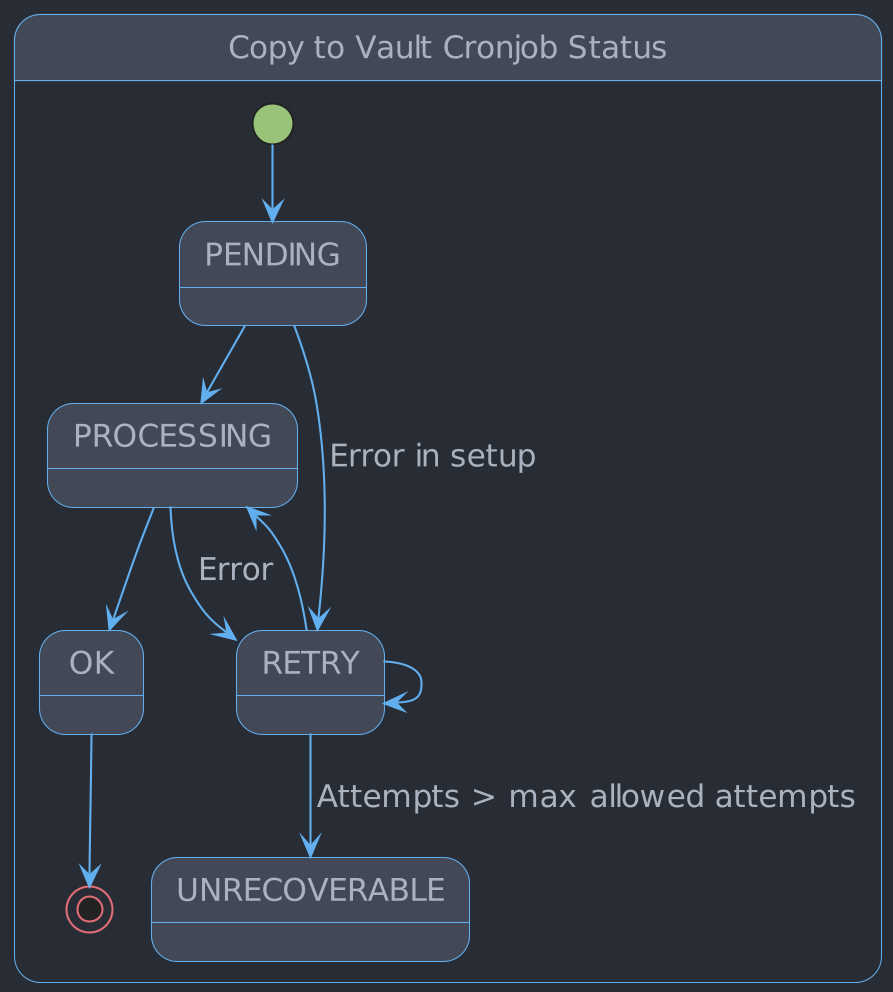 Copy to Vault Cronjob Status
PENDING
PROCESSING
Error in setup
Error
OK
RETRY
Attempts > max allowed attempts
UNRECOVERABLE